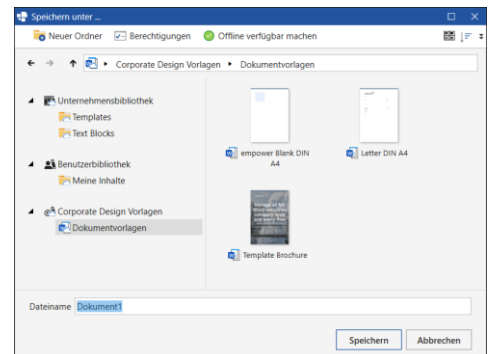 Speichern unter ...
Neuer Ordner Berechtigungen Offline verfügbar machen
Corporate Design Vorlagen Dokumentvorlagen
Unternehmensbibliothek
Templates
Text Blocks
Benutzerbibliothek
Meine Inhalte
Corporate Design Vorlagen
Dokumentvorlagen
empower Blank DIN
A4
Letter DIN A4
Template Brochure
Dateiname Dokument1
Speichern Abbrechen